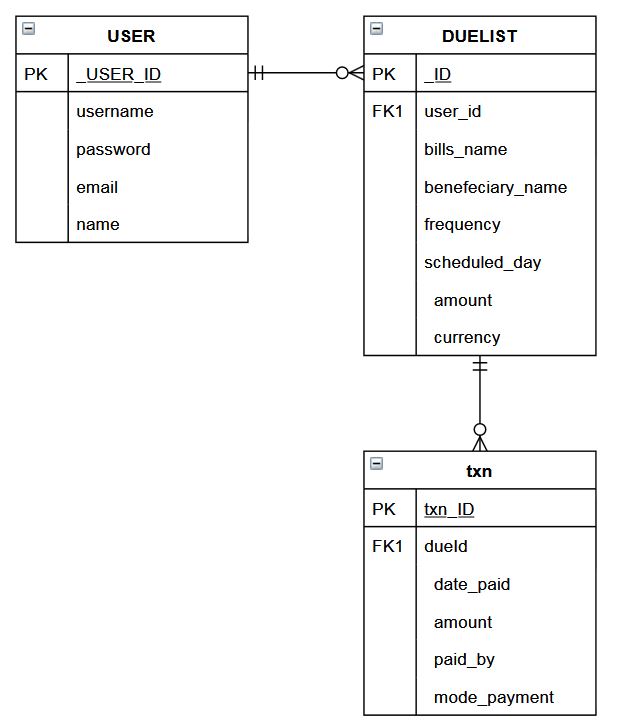 USER
PK _USER_ID
username
password
email
name
DUELIST
PK _ID
FK1 user_id
bills_name
benefeciary_name
frequency
scheduled_day
amount
currency
txn
PK txn_ID
FK1 dueId
date_paid
amount
paid_by
mode_payment